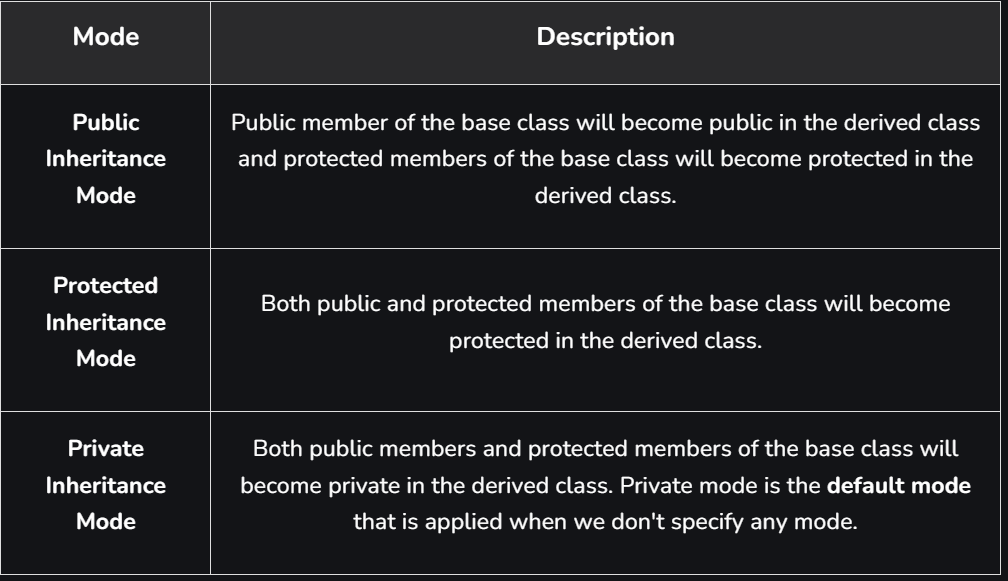 Mode
Description
Public
Inheritance
Mode
Public member of the base class will become public in the derived class
and protected members of the base class will become protected in the
derived class.
Protected
Inheritance
Mode
Both public and protected members of the base class will become
protected in the derived class.
Private
Inheritance
Mode
Both public members and protected members of the base class will
become private in the derived class. Private mode is the default mode
that is applied when we don't specify any mode.